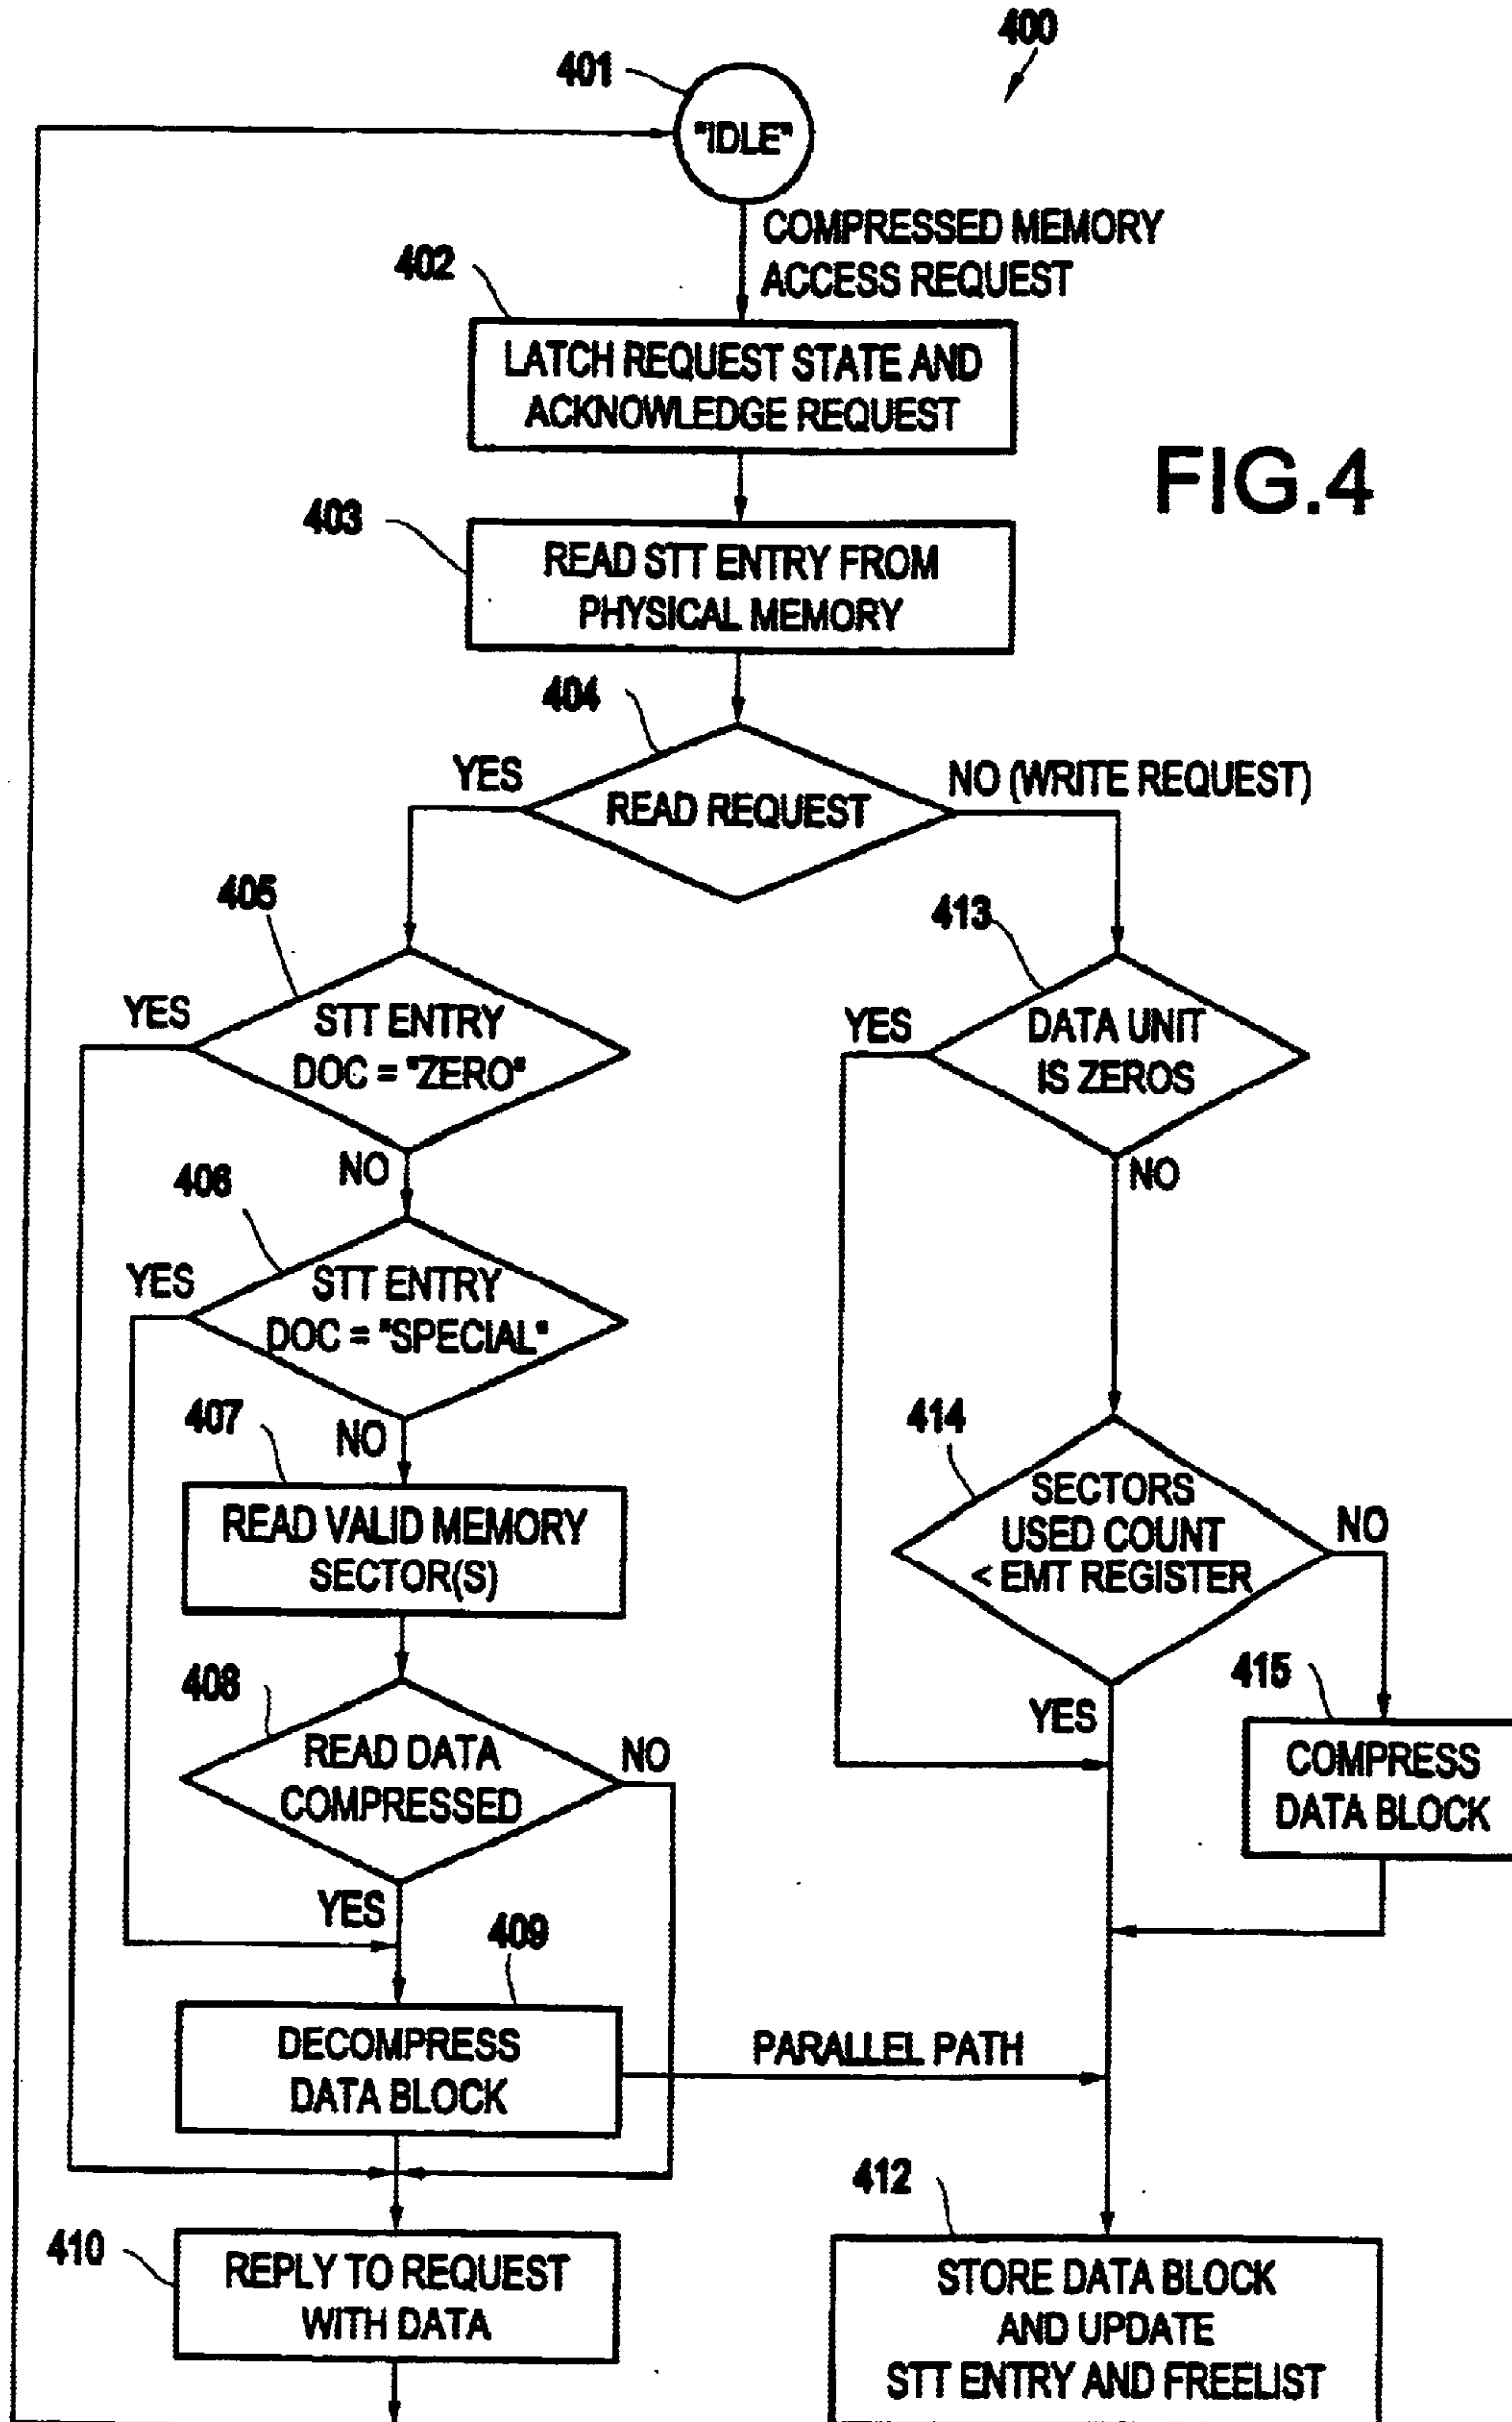 400
401
"IDLE"
COMPRESSED MEMORY
ACCESS REQUEST
402
LATCH REQUEST STATE AND
ACKNOWLEDGE REQUEST
FIG.4
403
READ STT ENTRY FROM
PHYSICAL MEMORY
404
YES
READ REQUEST
NO (WRITE REQUEST)
405
YES
STT ENTRY
DOC = "ZERO"
NO
413
YES
DATA UNIT
IS ZEROS
NO
406
YES
STT ENTRY
DOC = "SPECIAL"
NO
407
READ VALID MEMORY
SECTOR(S)
414
SECTORS
USED COUNT
< EMT REGISTER
NO
YES
408
READ DATA
COMPRESSED
NO
YES
415
COMPRESS
DATA BLOCK
409
DECOMPRESS
DATA BLOCK
PARALLEL PATH
410
REPLY TO REQUEST
WITH DATA
412
STORE DATA BLOCK
AND UPDATE
STT ENTRY AND FREELIST